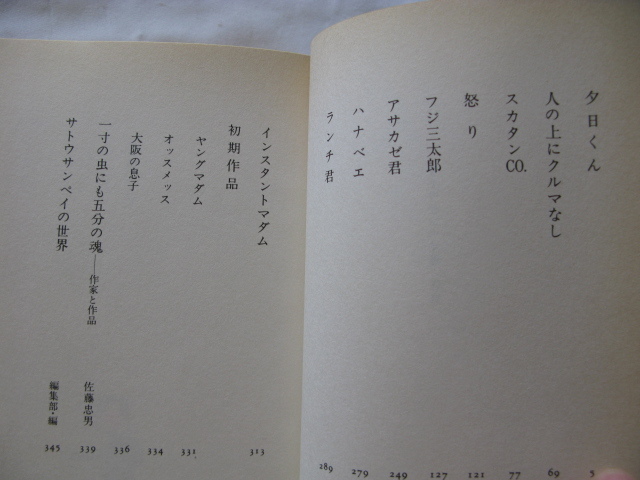 夕日くん 5
人の上にクルマなし 69
スカタンCO. 77
怒り 121
フジ三太郎 127
アサカゼ君 249
ハナベエ 279
ランチ君 289
インスタントマダム 313
初期作品
ヤングマダム 331
オッスメッス 334
大阪の息子 336
一寸の虫にも五分の魂――作家と作品 佐藤忠男 339
サトウサンペイの世界 編集部・編 345